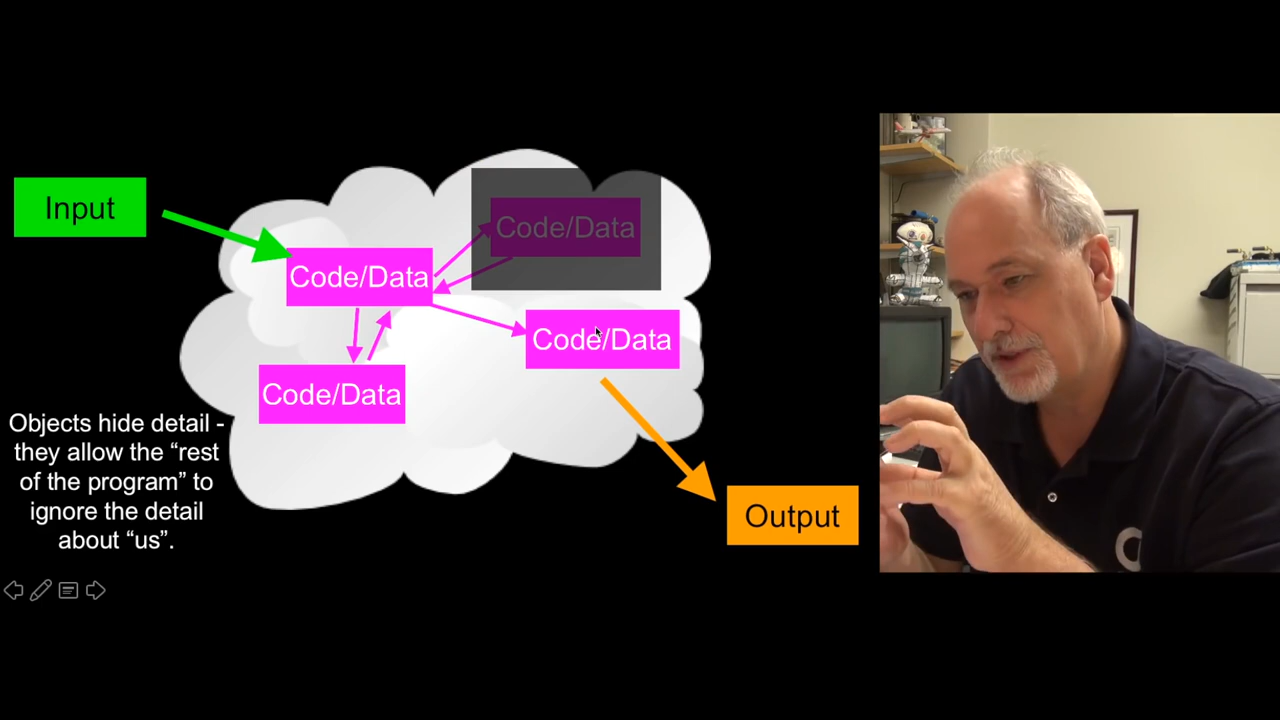 Input
Code/Data
Code/Data
Code/Data
Code/Data
Objects hide detail -
they allow the “rest
of the program” to
ignore the detail
about “us”.
Output